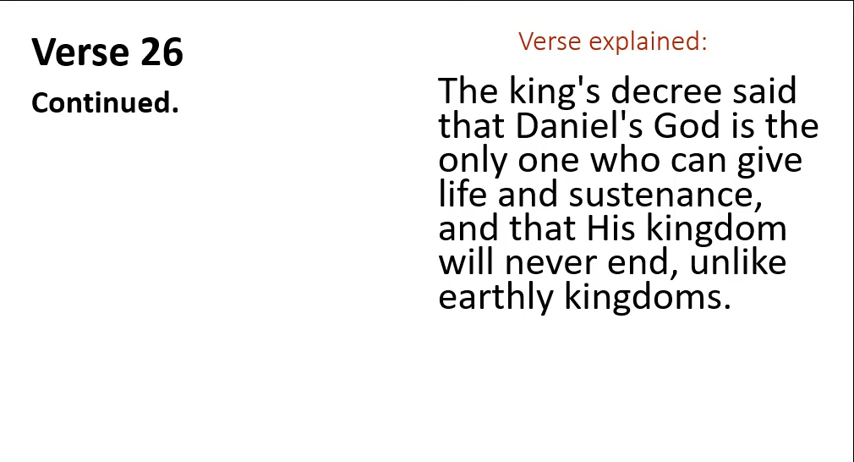 Verse 26
Continued.
Verse explained:
The king's decree said
that Daniel's God is the
only one who can give
life and sustenance,
and that His kingdom
will never end, unlike
earthly kingdoms.